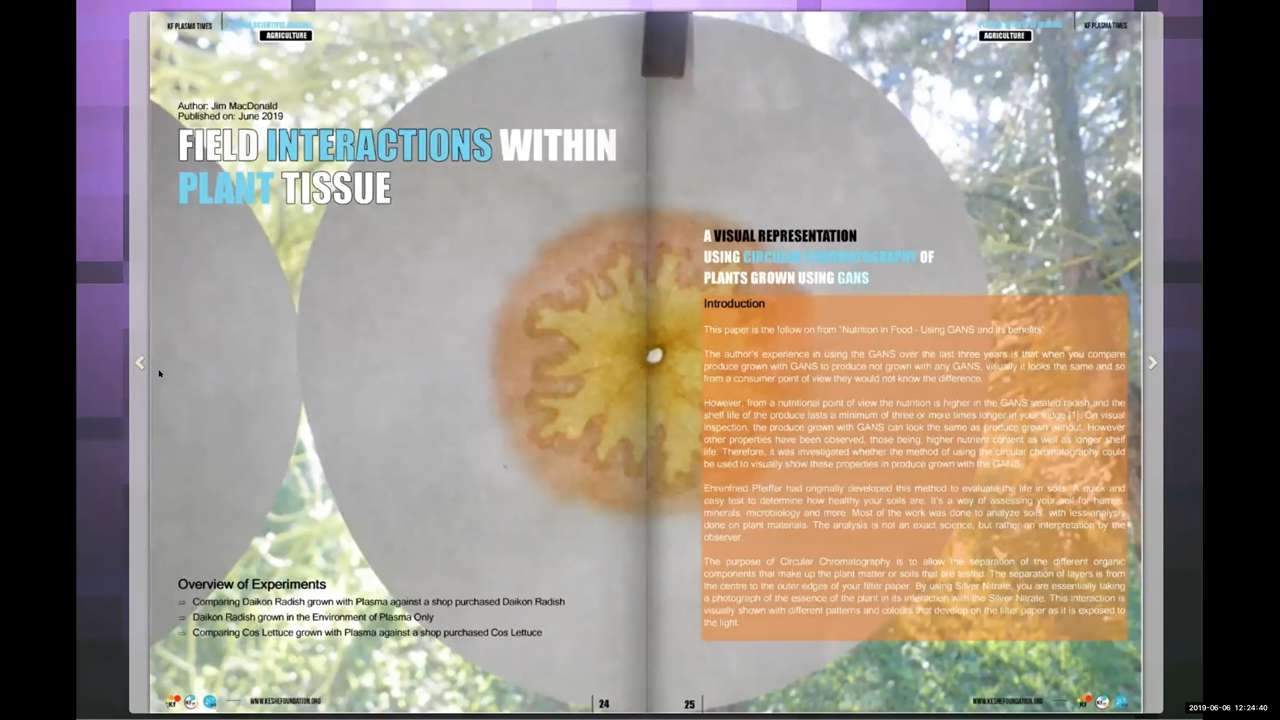 KF PLASMA TIMES
AGRICULTURE
AGRICULTURE
KF PLASMA TIMES
Author: Jim MacDonald
Published on: June 2019
FIELD INTERACTIONS WITHIN
PLANT TISSUE
A VISUAL REPRESENTATION
USING CIRCULAR CHROMATOGRAPHY OF
PLANTS GROWN USING GANS
Introduction
This paper is the follow on from "Nutrition in Food - Using GANS and its benefits"
The author's experience in using the GANS over the last three years is that when you compare
produce grown with GANS to produce not grown with any GANS, visually it looks the same and so
from a consumer point of view they would not know the difference.
However, from a nutritional point of view the nutrition is higher in the GANS treated radish and the
shelf life of the produce lasts a minimum of three or more times longer in your fridge [1]. On visual
inspection, the produce grown with GANS can look the same as produce grown without. However
other properties have been observed, those being, higher nutrient content as well as longer shelf
life. Therefore, it was investigated whether the method of using the circular chromatography could
be used to visually show these properties in produce grown with the GANS.
Ehrenfried Pfeiffer had originally developed this method to evaluate the life in soils. A quick and
easy test to determine how healthy your soils are. It's a way of assessing your soil for humus,
minerals, microbiology and more. Most of the work was done to analyze soils, with less analysis
done on plant materials. The analysis is not an exact science, but rather an interpretation by the
observer.
The purpose of Circular Chromatography is to allow the separation of the different organic
components that make up the plant matter or soils that are tested. The separation of layers is from
the centre to the outer edges of your filter paper. By using Silver Nitrate, you are essentially taking
a photograph of the essence of the plant in its interaction with the Silver Nitrate. This interaction is
visually shown with different patterns and colours that develop on the filter paper as it is exposed to
the light.
Overview of Experiments
⇒ Comparing Daikon Radish grown with Plasma against a shop purchased Daikon Radish
⇒ Daikon Radish grown in the Environment of Plasma Only
⇒ Comparing Cos Lettuce grown with Plasma against a shop purchased Cos Lettuce
WWW.KESHEFOUNDATION.ORG
24
25
WWW.KESHEFOUNDATION.ORG
2019-06-06 12:24:40